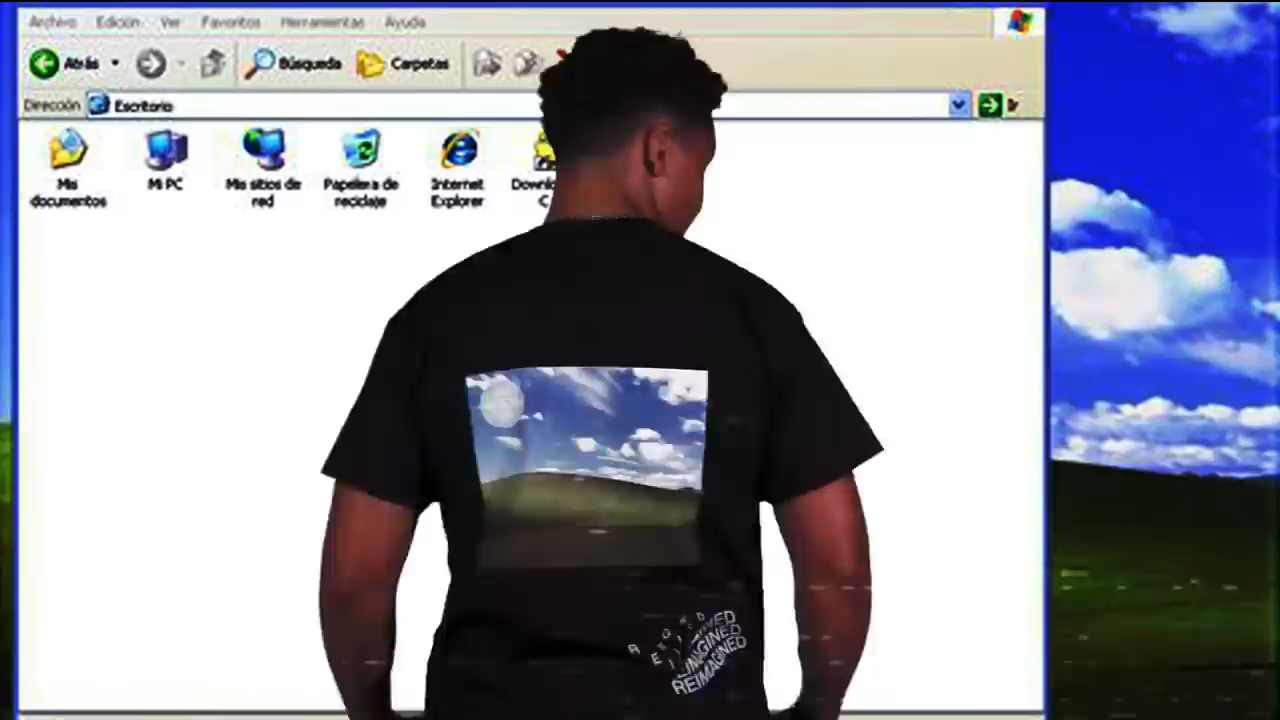 Archivo Edición Ver Favoritos Herramientas Ayuda
Atrás Búsqueda Carpetas
Dirección Escritorio Ir
Mis documentos
Mi PC
Mis sitios de red
Papelera de reciclaje
Internet Explorer
REIMAGINED